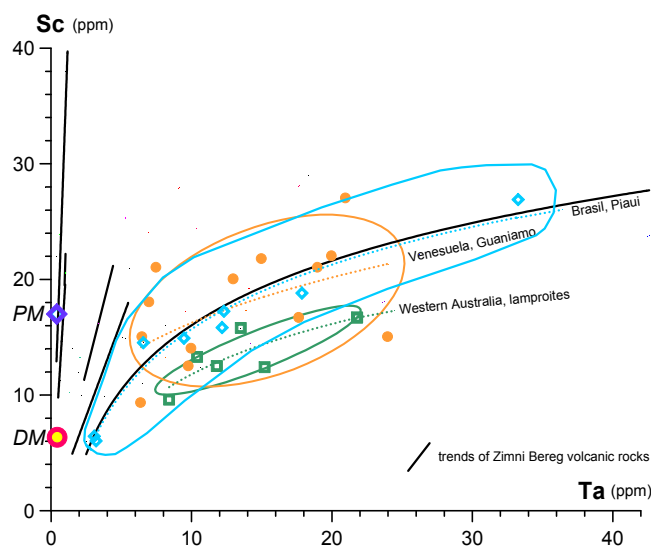 Sc (ppm)
40
30
Brasil, Piaui
Venesuela, Guaniamo
20
Western Australia, lamproites
PM
10
DM
trends of Zimni Bereg volcanic rocks
Ta (ppm)
0
0
10
20
30
40